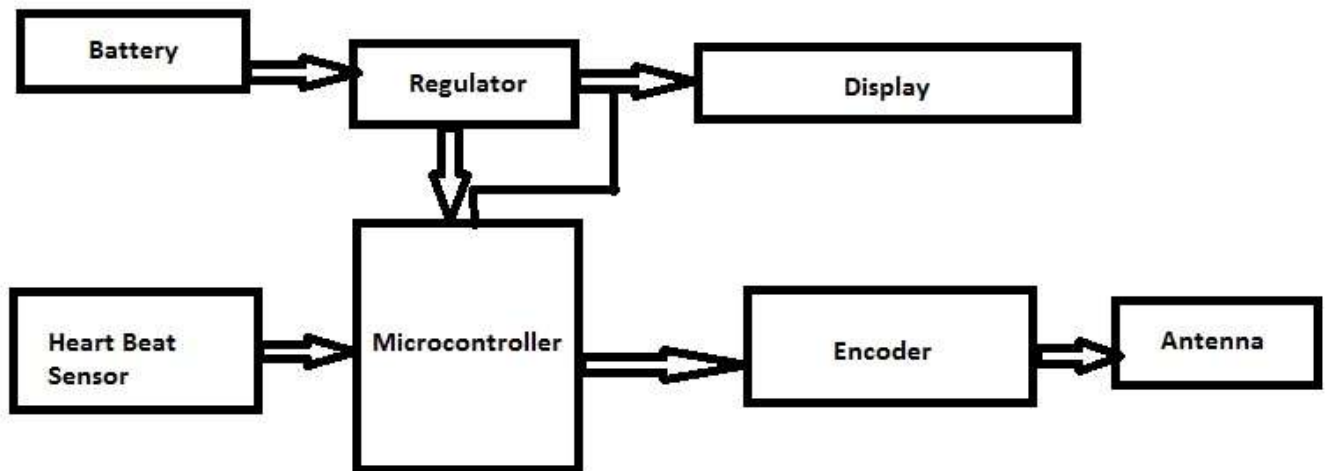 Battery
Regulator
Display
Heart Beat
Sensor
Microcontroller
Encoder
Antenna